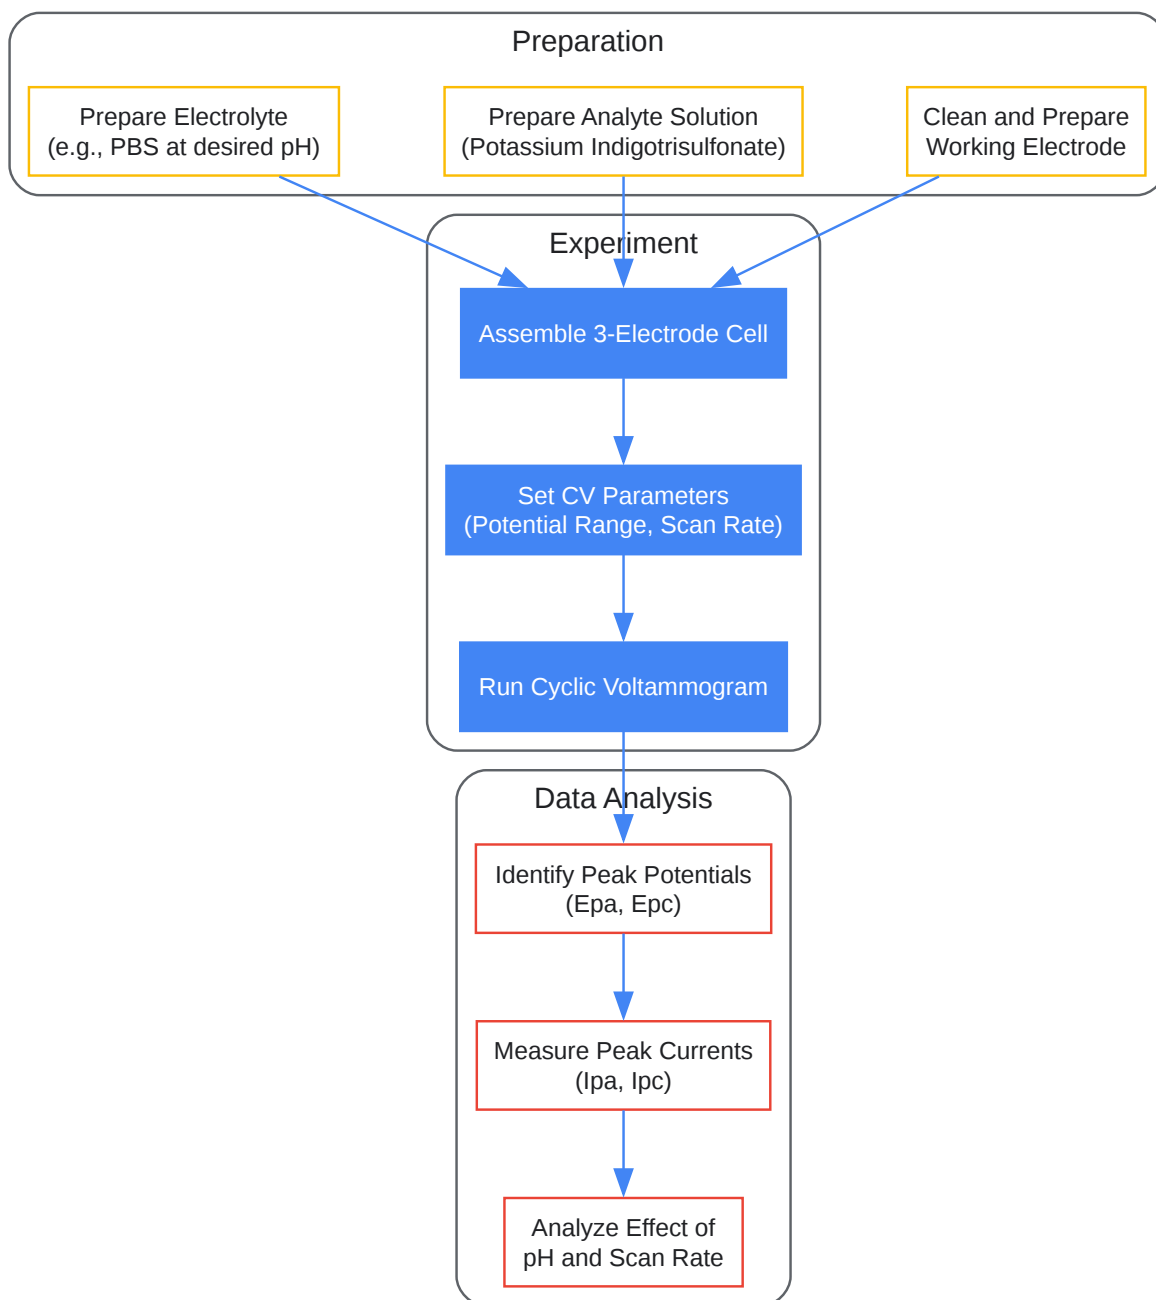 Preparation
Prepare Electrolyte
(e.g., PBS at desired pH)
Prepare Analyte Solution
(Potassium Indigotrisulfonate)
Clean and Prepare
Working Electrode
Experiment
Assemble 3-Electrode Cell
Set CV Parameters
(Potential Range, Scan Rate)
Run Cyclic Voltammogram
Data Analysis
Identify Peak Potentials
(Epa, Epc)
Measure Peak Currents
(Ipa, Ipc)
Analyze Effect of
pH and Scan Rate